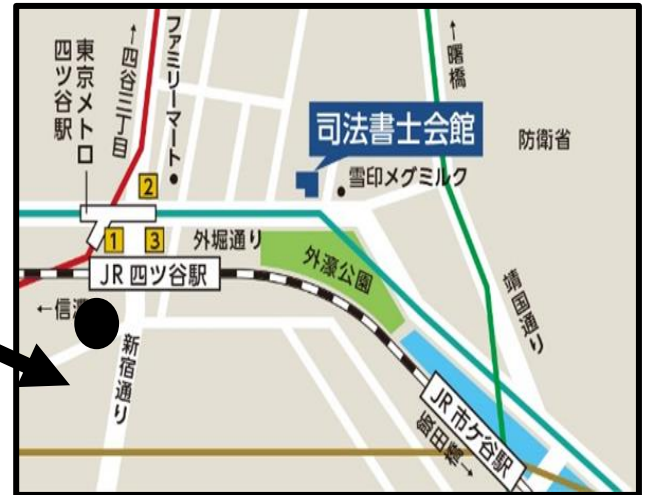 東京メトロ
四ツ谷駅
←四谷三丁目
ファミリーマート
↑曙橋
司法書士会館
防衛省
雪印メグミルク
2
1
3
外堀通り
外濠公園
JR 四ツ谷駅
←信濃
靖国通り
新宿通り
JR 市ケ谷駅
飯田橋→